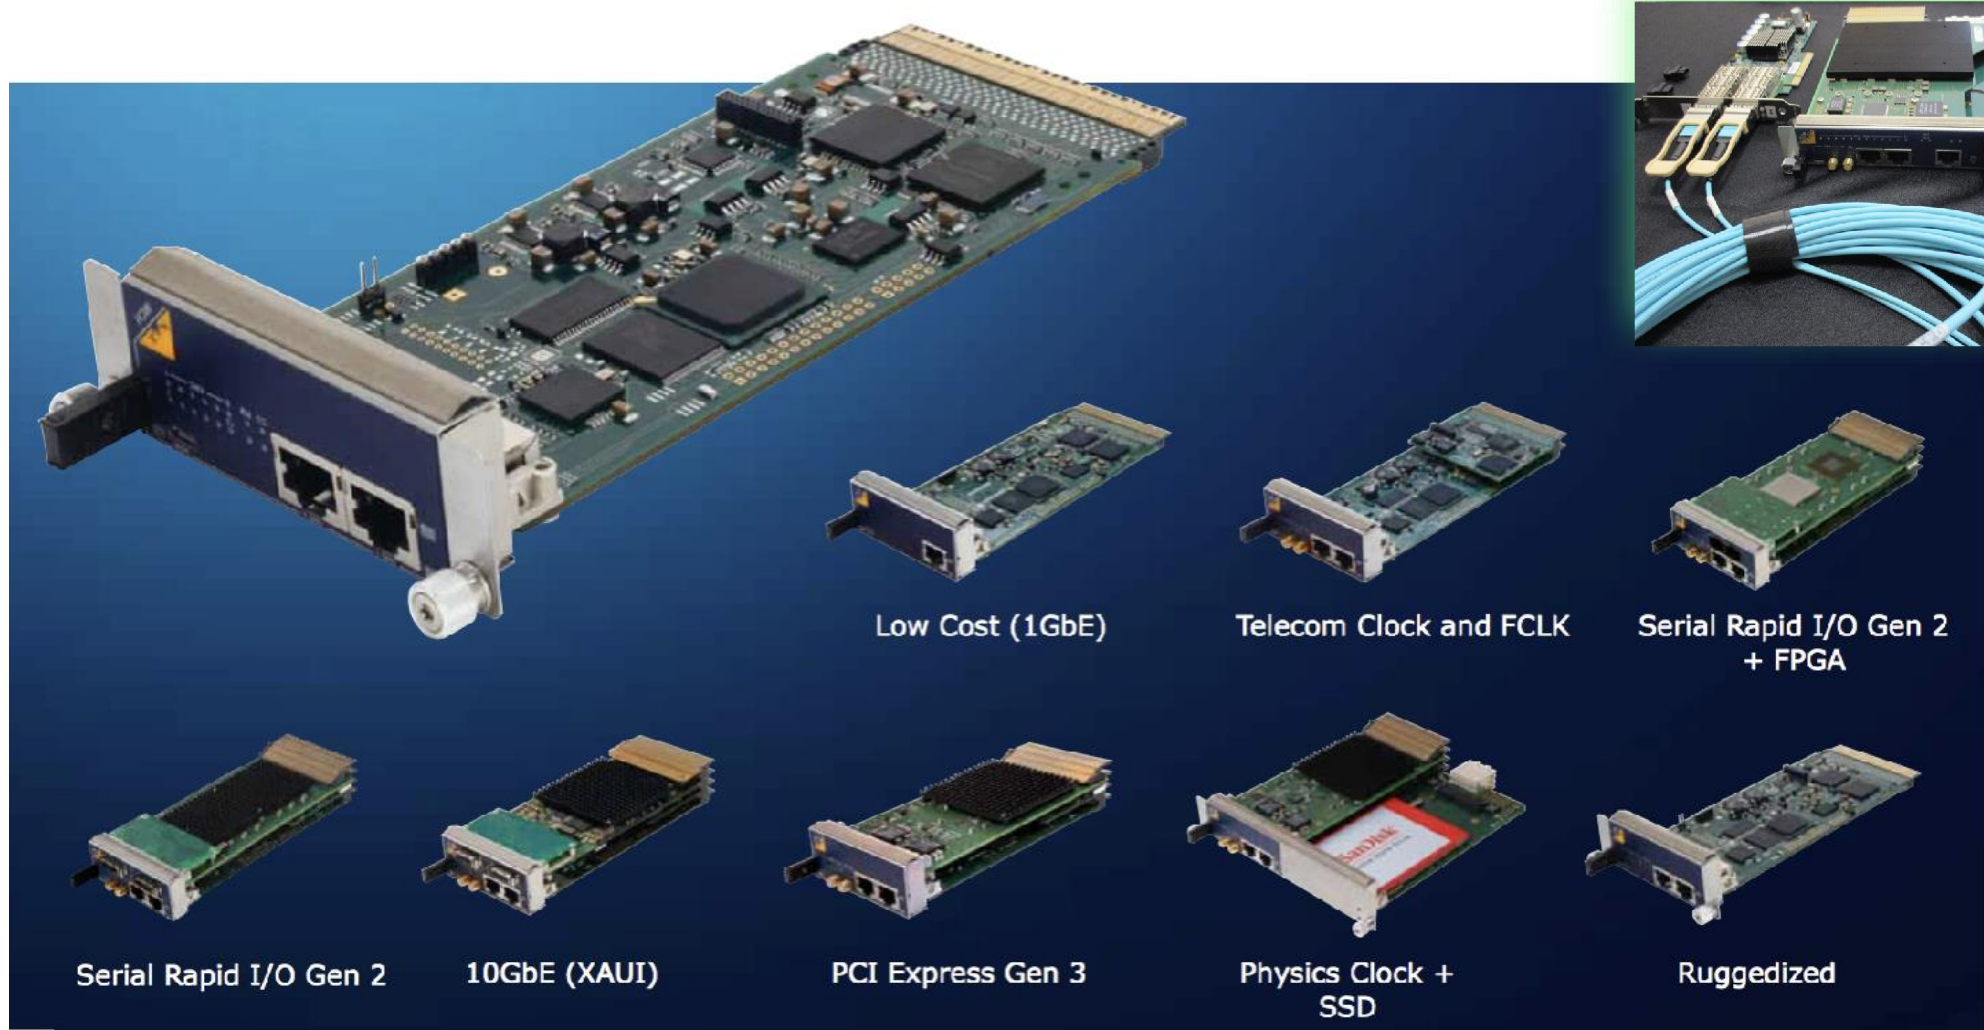 Low Cost (1GbE)
Telecom Clock and FCLK
Serial Rapid I/O Gen 2
+ FPGA
Serial Rapid I/O Gen 2
10GbE (XAUI)
PCI Express Gen 3
Physics Clock +
SSD
SanDisk
Ruggedized